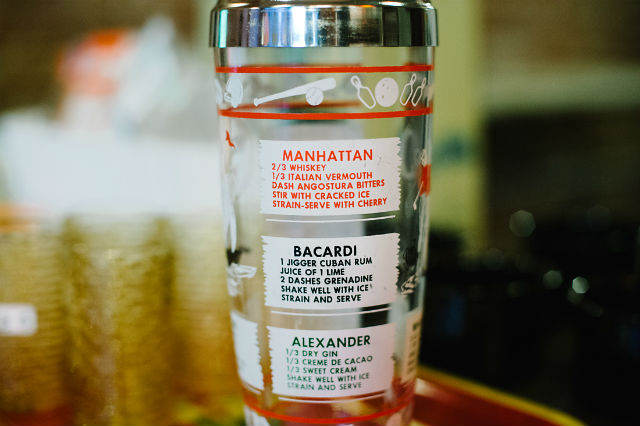 MANHATTAN
2/3 WHISKEY
1/3 ITALIAN VERMOUTH
DASH ANGOSTURA BITTERS
STIR WITH CRACKED ICE
STRAIN-SERVE WITH CHERRY
BACARDI
1 JIGGER CUBAN RUM
JUICE OF 1 LIME
2 DASHES GRENADINE
SHAKE WELL WITH ICE
STRAIN AND SERVE
ALEXANDER
1/3 DRY GIN
1/3 CREME DE CACAO
1/3 SWEET CREAM
SHAKE WELL WITH ICE
STRAIN AND SERVE